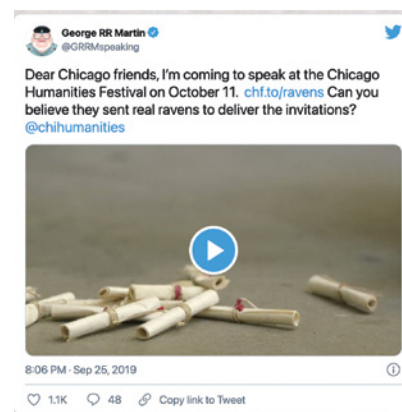 George RR Martin
@GRRMspeaking
Dear Chicago friends, I'm coming to speak at the Chicago
Humanities Festival on October 11. chf.to/ravens Can you
believe they sent real ravens to deliver the invitations?
@chihumanities
8:06 PM · Sep 25, 2019
1.1K 48 Copy link to Tweet